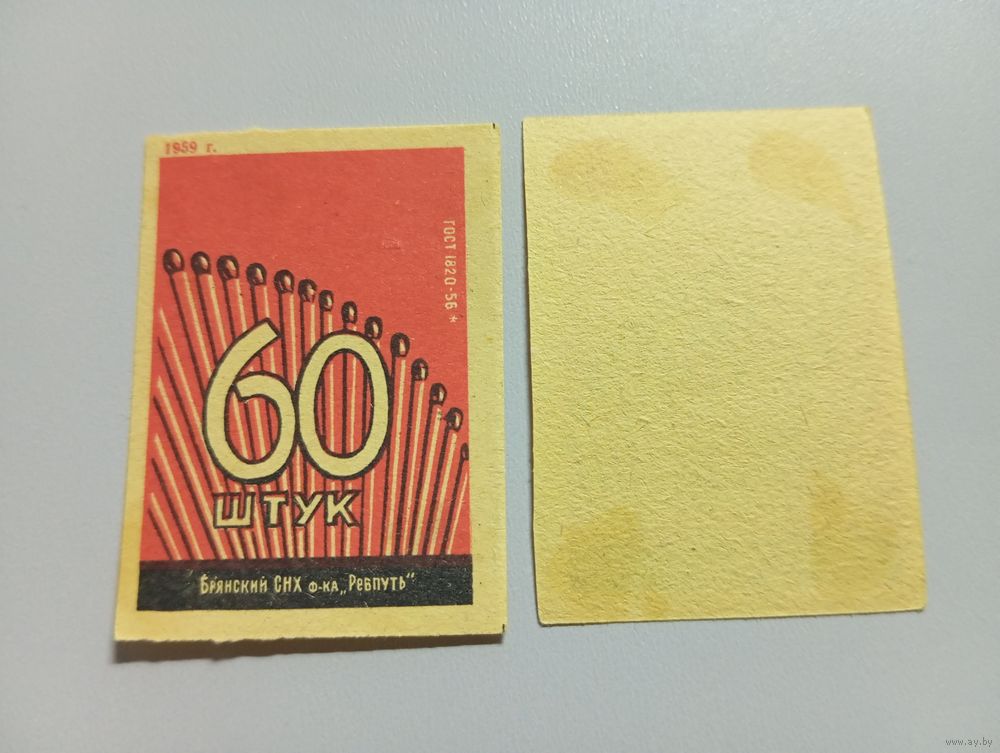 1959 г.
ГОСТ 1820-56 *
60
ШТУК
БРЯНСКИЙ СНХ Ф-КА „РЕВПУТЬ"
www.ay.by